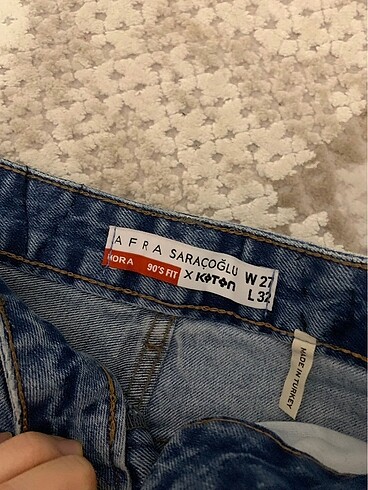 AFRA SARAÇOĞLU
MORA 90'S FIT X KOTON
W 27
L 32
MADE IN TURKEY